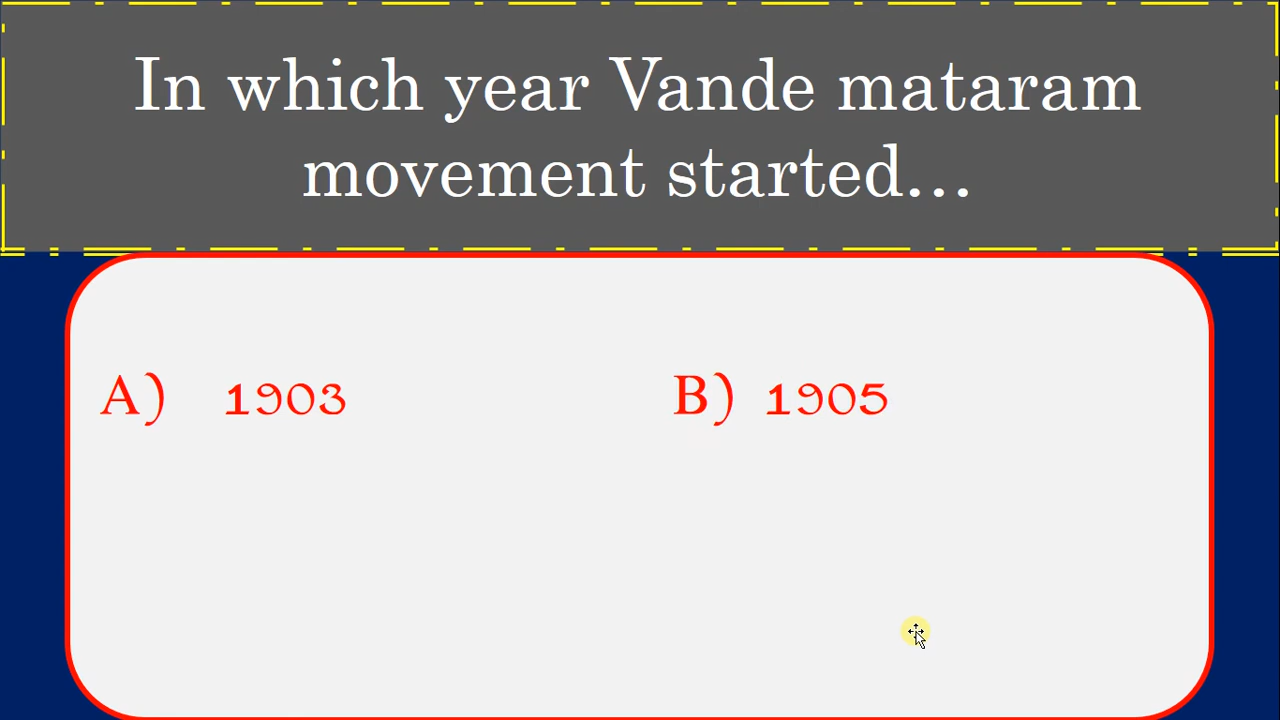 In which year Vande mataram
movement started...
A) 1903 B) 1905